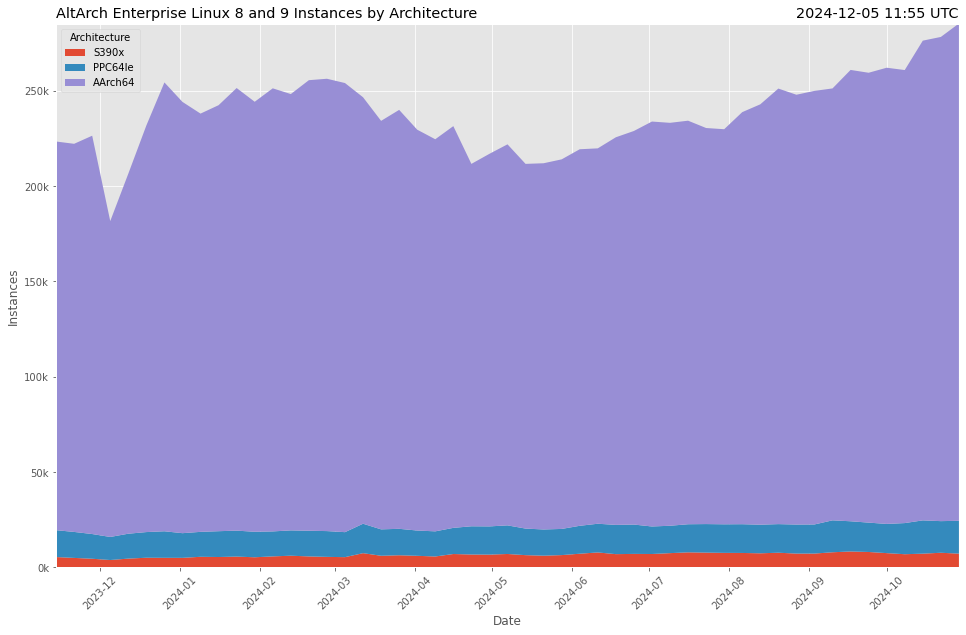 AltArch Enterprise Linux 8 and 9 Instances by Architecture
2024-12-05 11:55 UTC
Architecture
S390x
PPC64le
AArch64
250k
200k
150k
100k
50k
0k
Instances
2023-12
2024-01
2024-02
2024-03
2024-04
2024-05
2024-06
2024-07
2024-08
2024-09
2024-10
Date